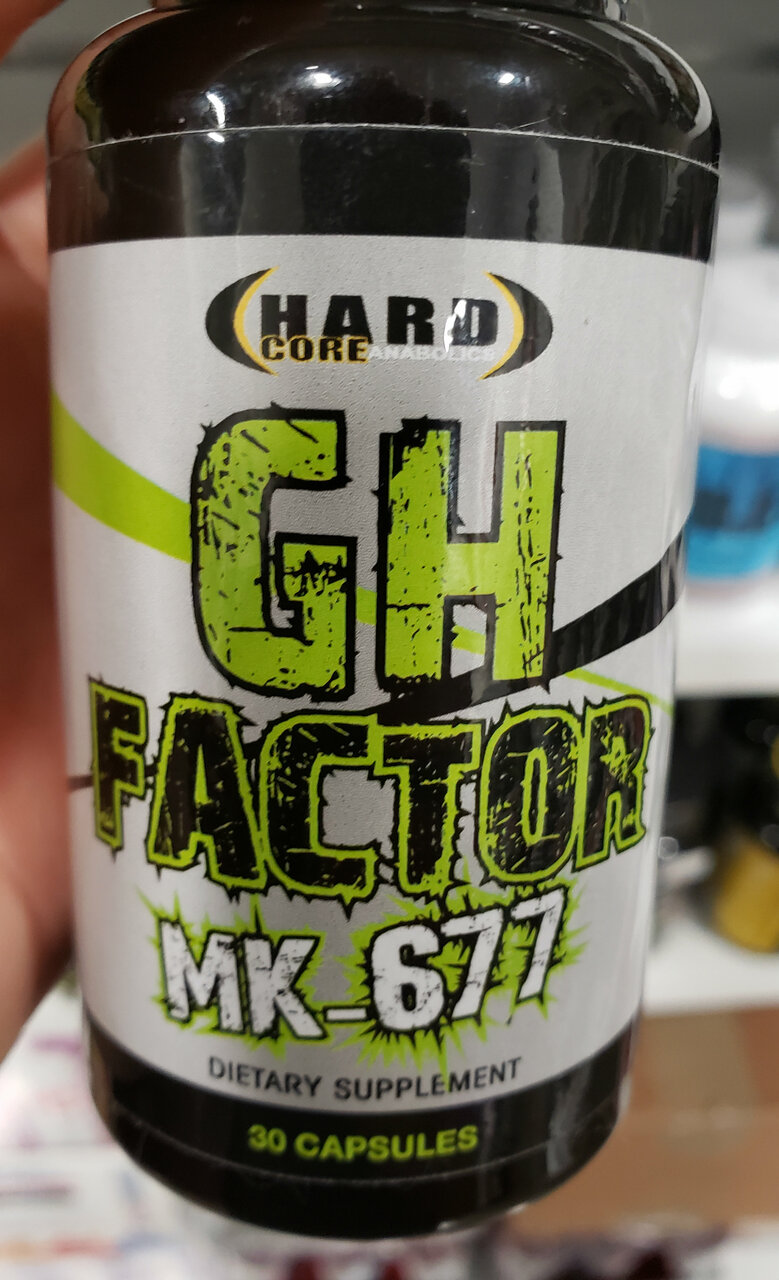 HARD
CORE ANABOLICS
GH
FACTOR
MK-677
DIETARY SUPPLEMENT
30 CAPSULES